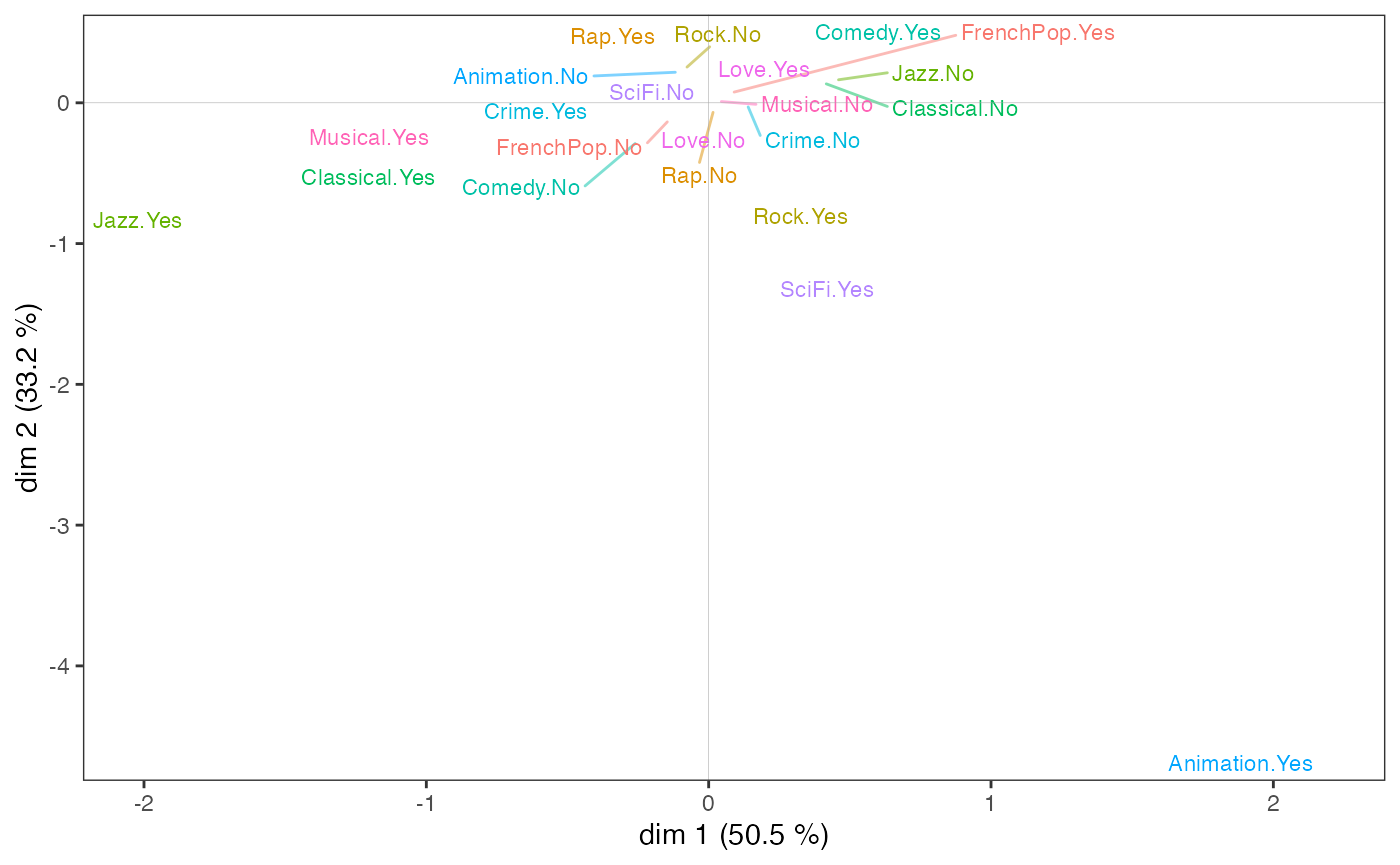 Rap.Yes Rock.No Comedy.Yes FrenchPop.Yes
Animation.No Love.Yes Jazz.No
SciFi.No
0 Crime.Yes Musical.No Classical.No
Musical.Yes FrenchPop.No Love.No Crime.No
Classical.Yes Comedy.No Rap.No
Jazz.Yes Rock.Yes
-1
SciFi.Yes
-2
dim 2 (33.2 %)
-3
-4
Animation.Yes
-2 -1 0 1 2
dim 1 (50.5 %)